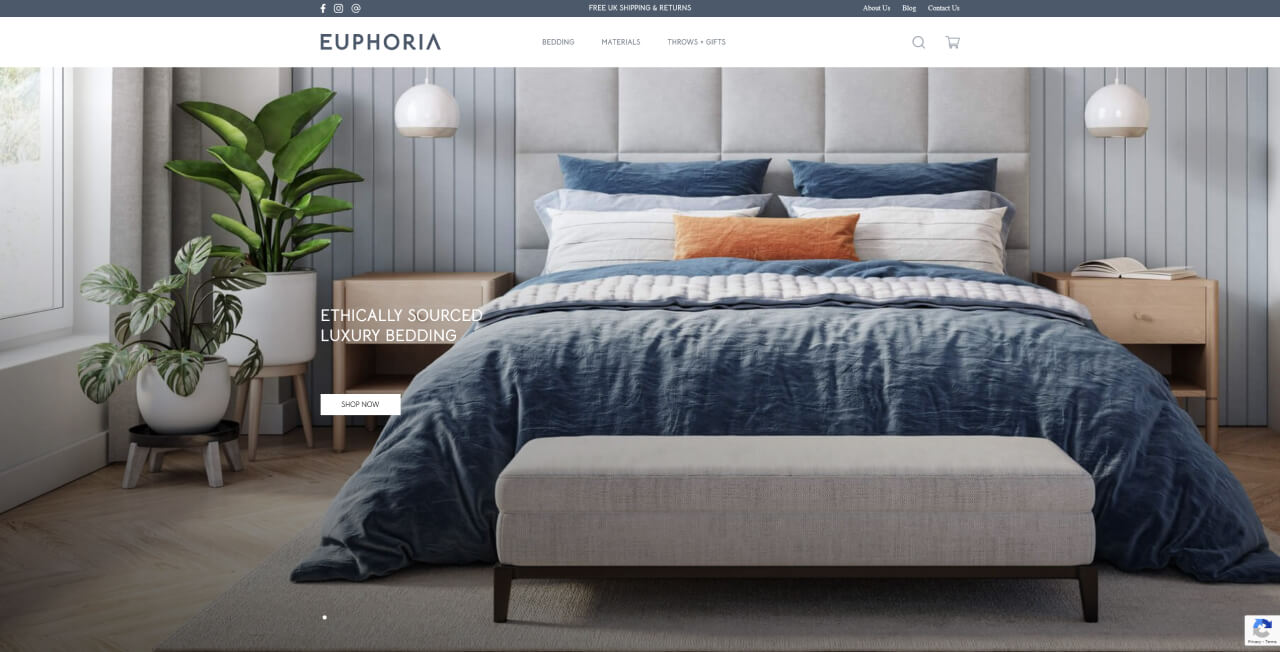 FREE UK SHIPPING & RETURNS
About Us Blog Contact Us
EUPHORIA
BEDDING MATERIALS THROWS + GIFTS
ETHICALLY SOURCED
LUXURY BEDDING
SHOP NOW
Privacy - Terms